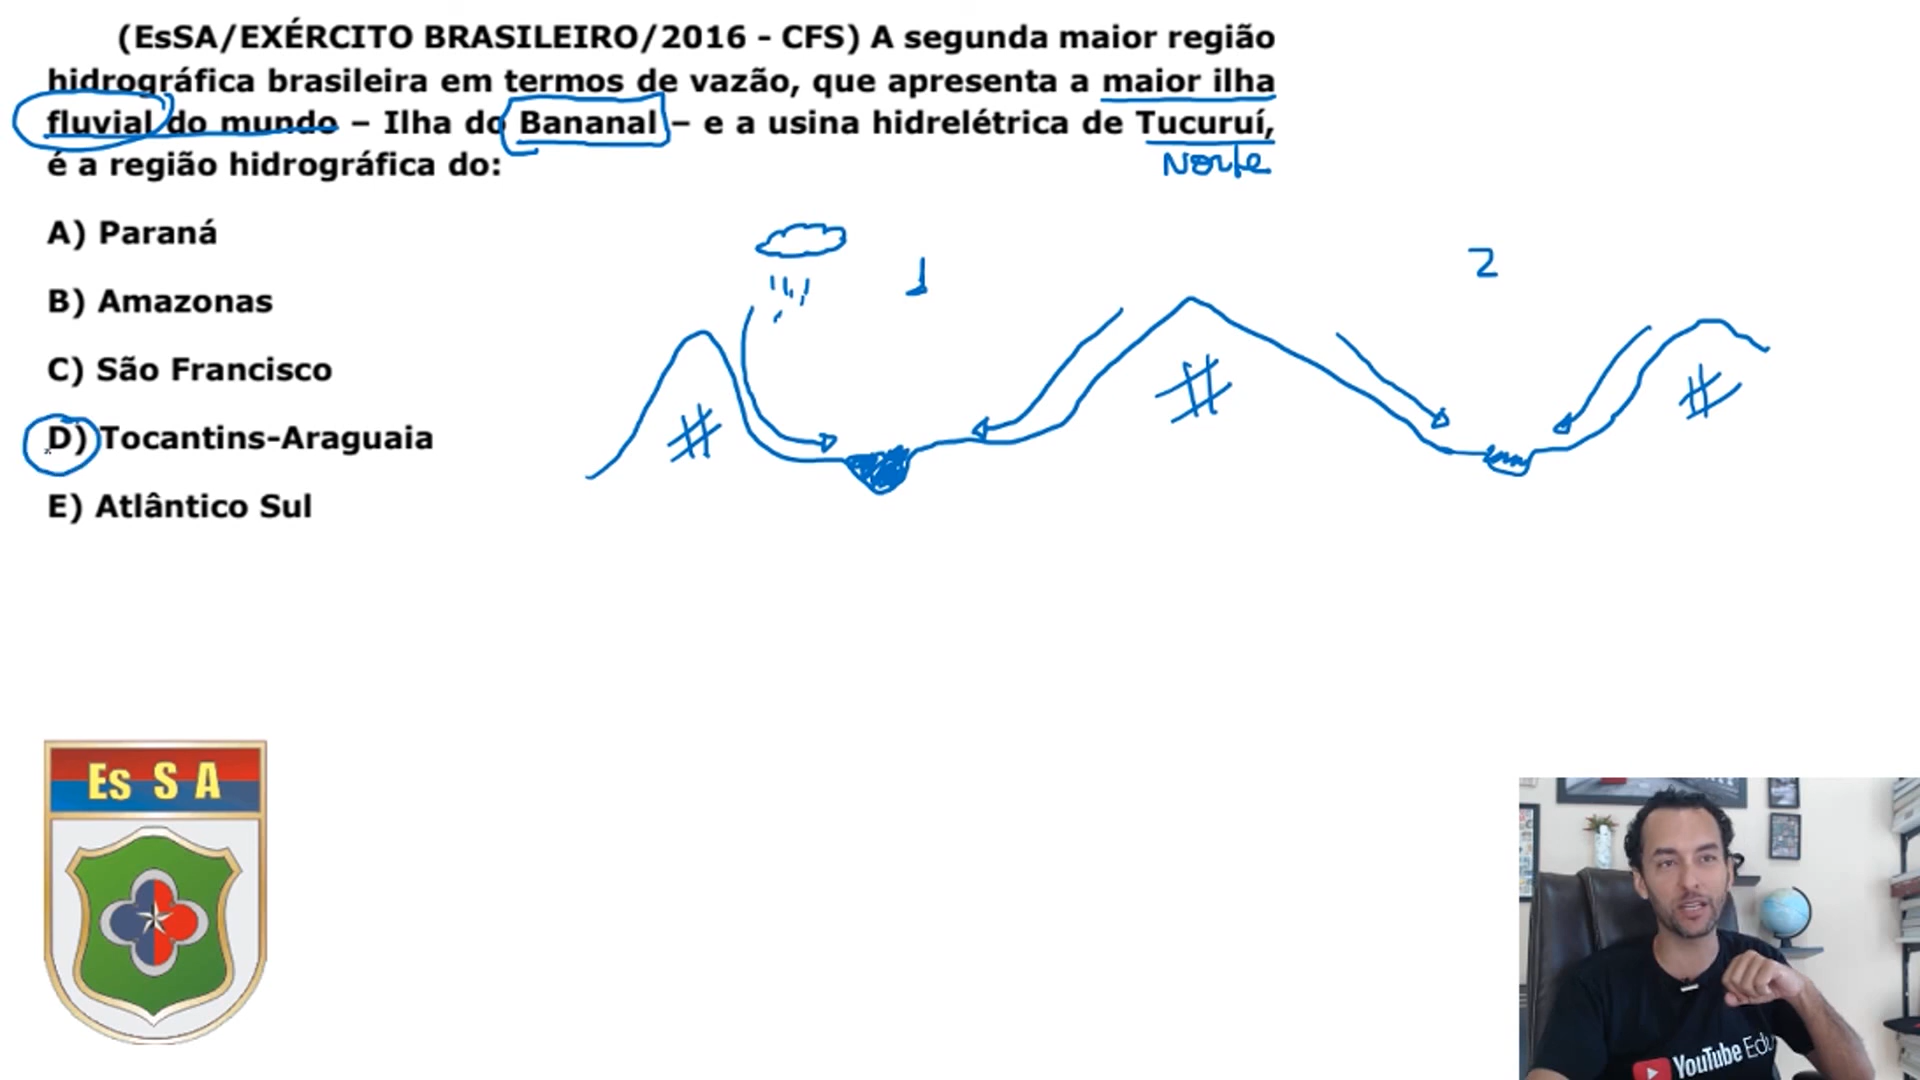 (EsSA/EXÉRCITO BRASILEIRO/2016 - CFS) A segunda maior região
hidrográfica brasileira em termos de vazão, que apresenta a maior ilha
fluvial do mundo – Ilha do Bananal – e a usina hidrelétrica de Tucuruí,
é a região hidrográfica do:
Norte
A) Paraná
B) Amazonas
C) São Francisco
D) Tocantins-Araguaia
E) Atlântico Sul
1
2
#
#
#
Es S A
YouTube Edu